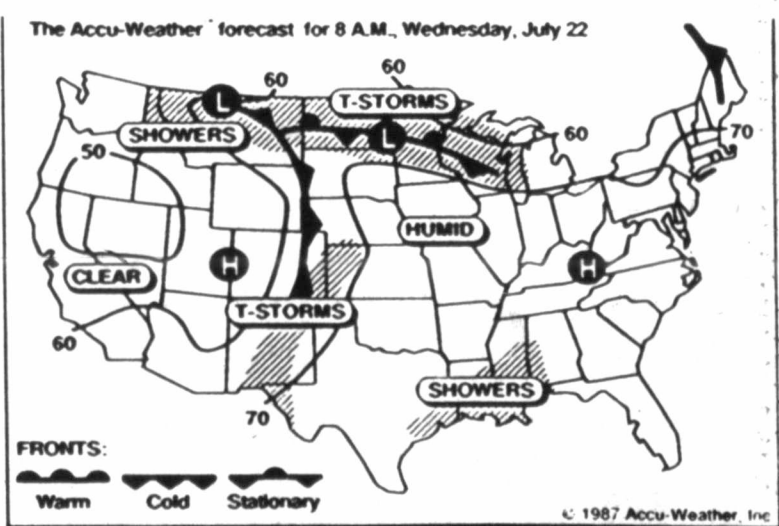 The Accu-Weather forecast for 8 A.M., Wednesday, July 22
60
60
L
T-STORMS
SHOWERS
L
60
70
50
HUMID
H
H
CLEAR
T-STORMS
60
SHOWERS
70
FRONTS:
Warm Cold Stationary
© 1987 Accu-Weather, Inc